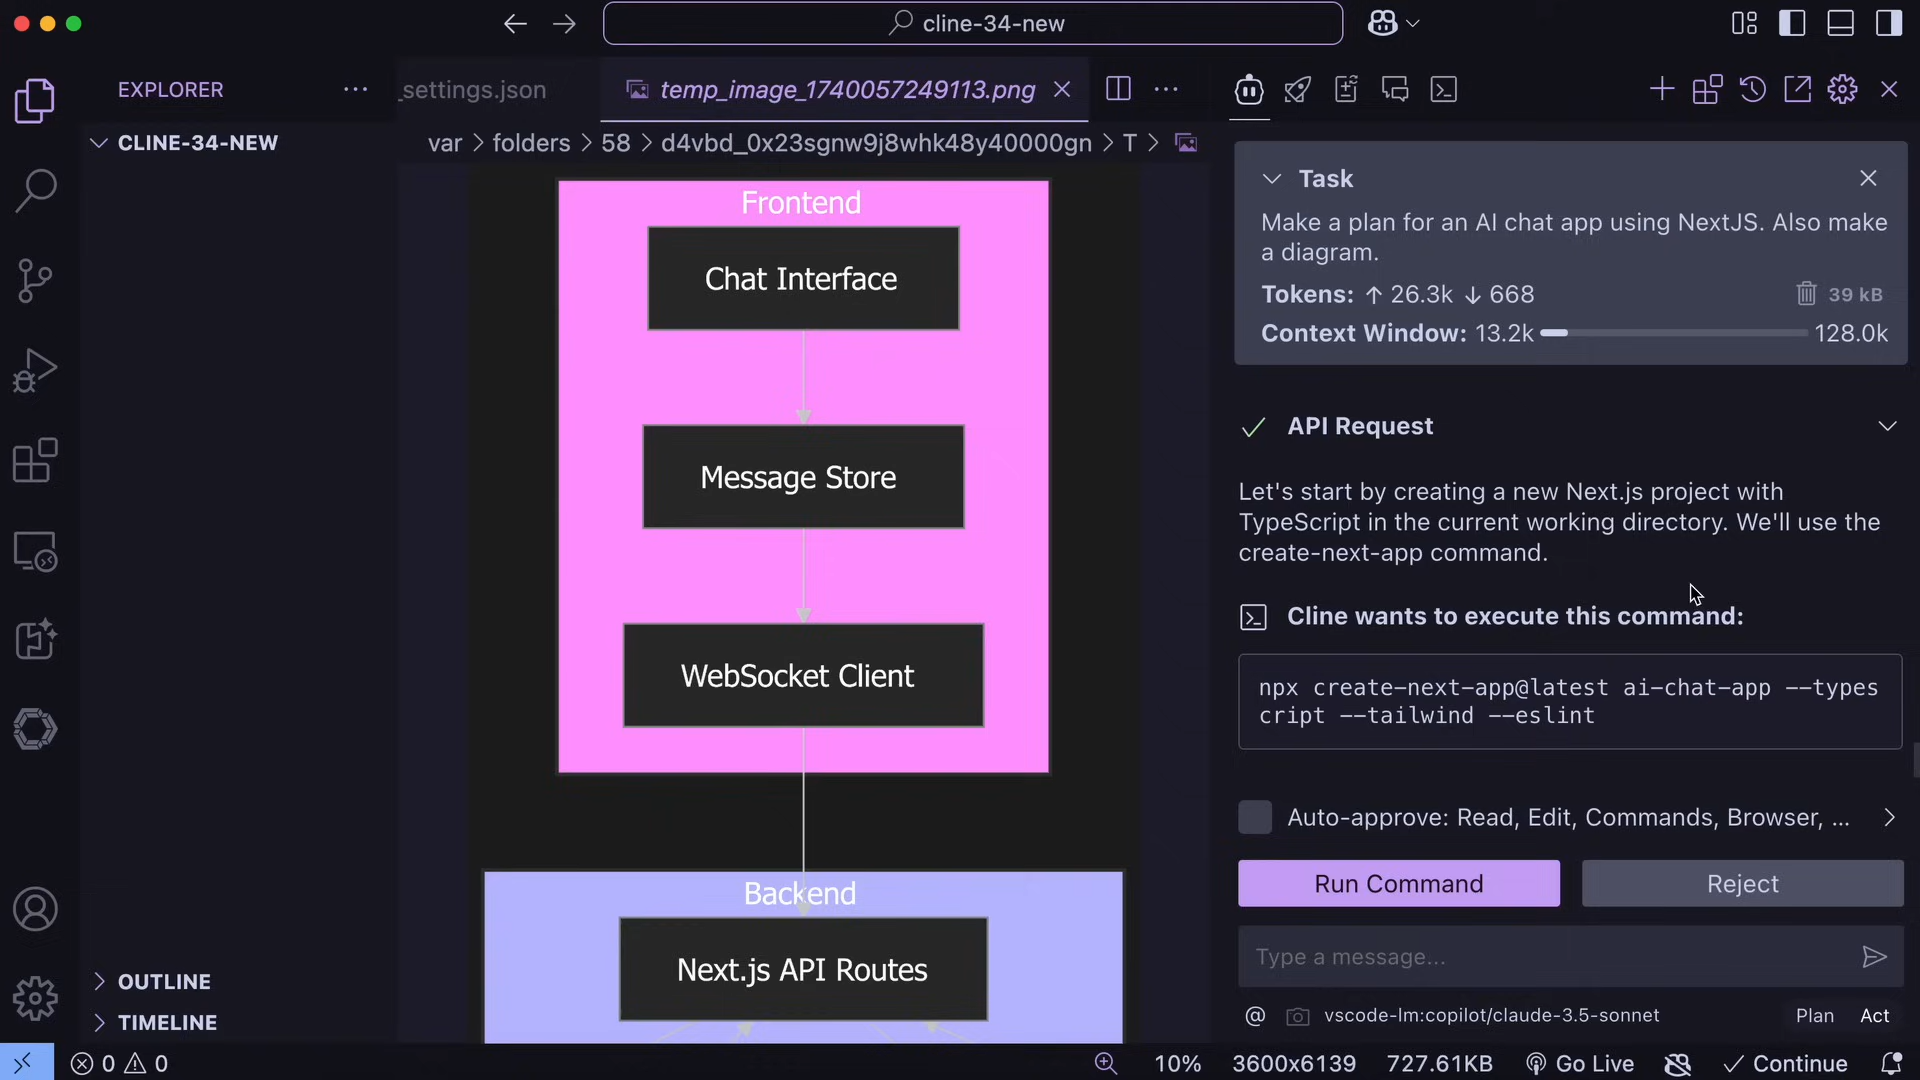 cline-34-new
EXPLORER
_settings.json
temp_image_1740057249113.png
CLINE-34-NEW
var > folders > 58 > d4vbd_0x23sgnw9j8whk48y40000gn > T >
Frontend
Chat Interface
Message Store
WebSocket Client
Backend
Next.js API Routes
OUTLINE
TIMELINE
Task
Make a plan for an AI chat app using NextJS. Also make
a diagram.
Tokens: ↑ 26.3k ↓ 668
39 kB
Context Window: 13.2k
128.0k
API Request
Let's start by creating a new Next.js project with
TypeScript in the current working directory. We'll use the
create-next-app command.
Cline wants to execute this command:
npx create-next-app@latest ai-chat-app --types
cript --tailwind --eslint
Auto-approve: Read, Edit, Commands, Browser, ...
Run Command
Reject
Type a message...
@
vscode-lm:copilot/claude-3.5-sonnet
Plan
Act
0
0
10%
3600x6139
727.61KB
Go Live
Continue